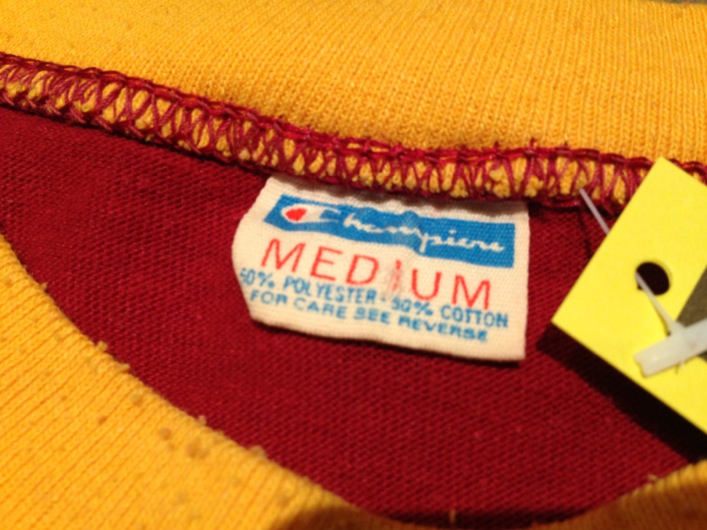 Champion
MEDIUM
50% POLYESTER-50% COTTON
FOR CARE SEE REVERSE